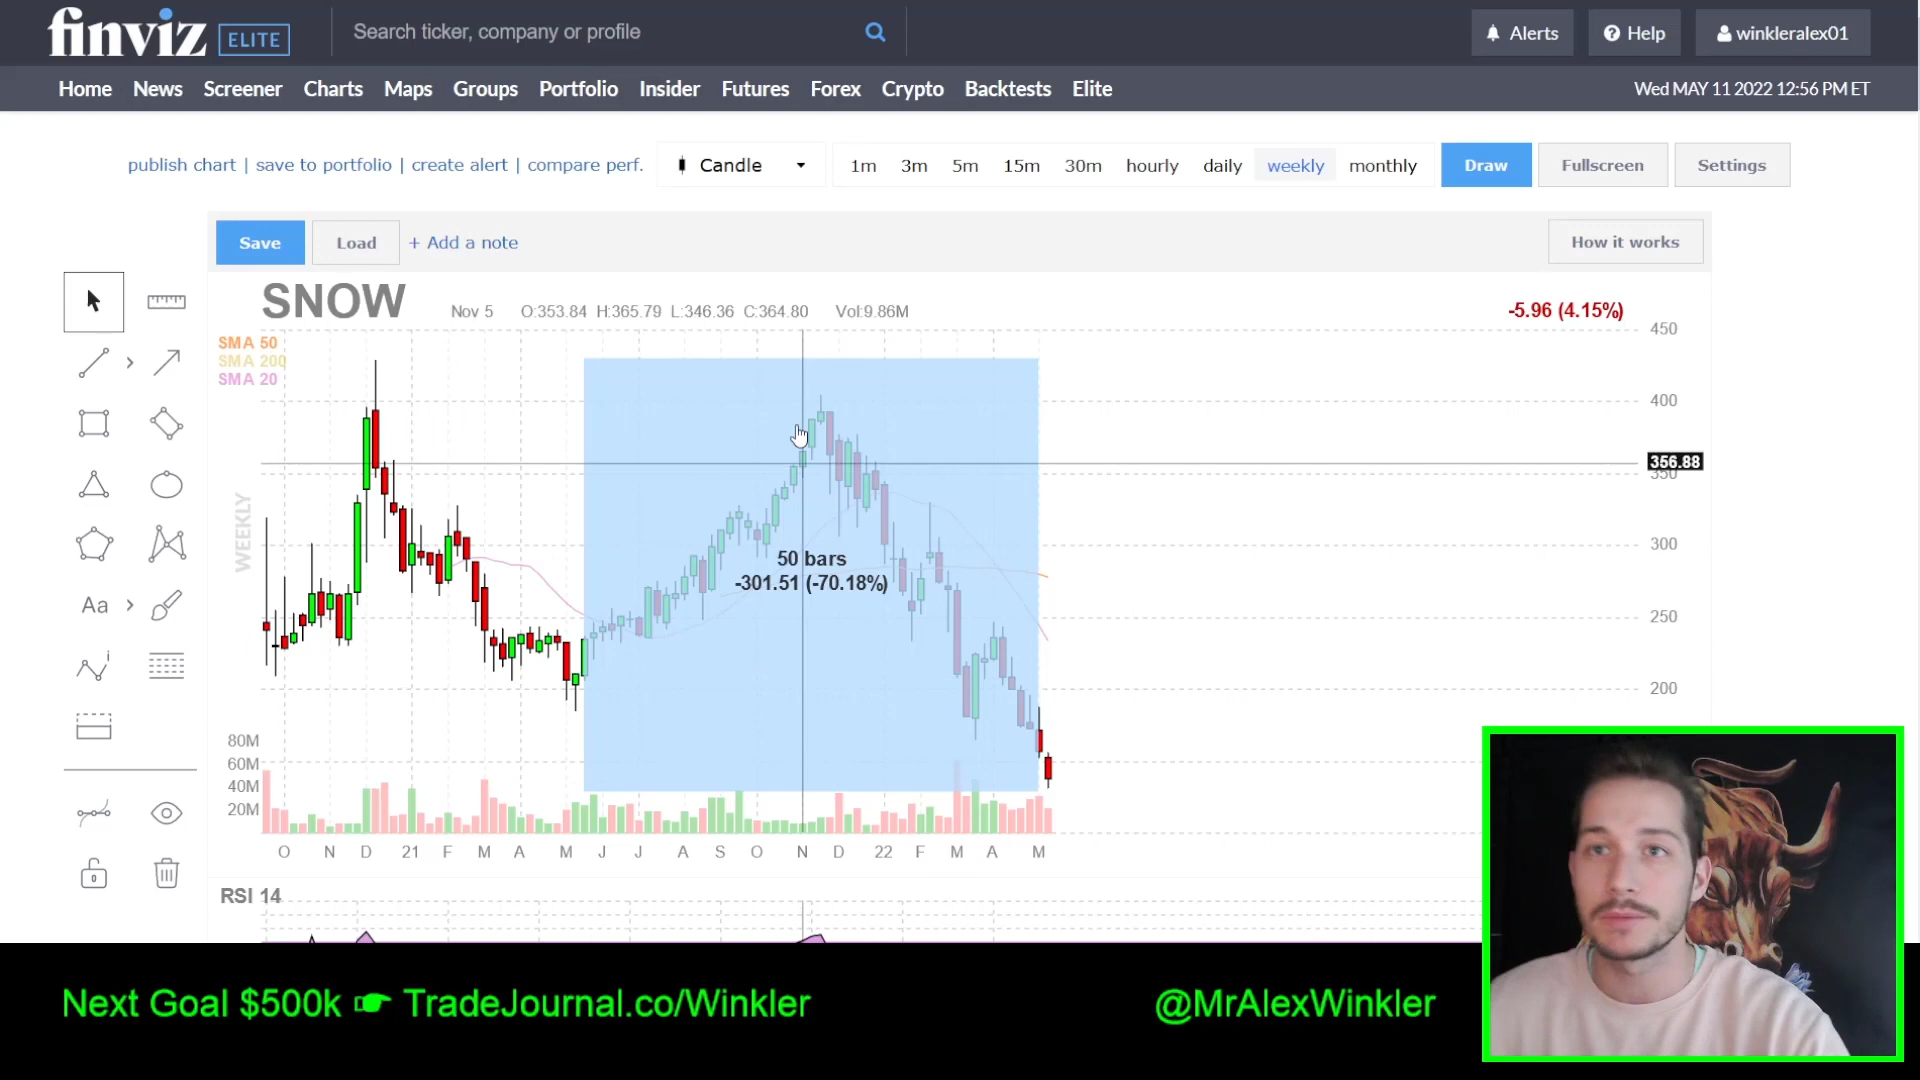 finviz ELITE
Search ticker, company or profile
Alerts
Help
winkleralex01
Home News Screener Charts Maps Groups Portfolio Insider Futures Forex Crypto Backtests Elite
Wed MAY 11 2022 12:56 PM ET
publish chart | save to portfolio | create alert | compare perf.
Candle
1m 3m 5m 15m 30m hourly daily weekly monthly
Draw
Fullscreen
Settings
Save
Load
+ Add a note
How it works
SNOW
Nov 5 O:353.84 H:365.79 L:346.36 C:364.80 Vol:9.86M
-5.96 (4.15%)
SMA 50
SMA 200
SMA 20
450
400
356.88
350
300
250
200
WEEKLY
50 bars
-301.51 (-70.18%)
Aa
80M
60M
40M
20M
O N D 21 F M A M J J A S O N D 22 F M A M
RSI 14
Next Goal $500k ☛ TradeJournal.co/Winkler
@MrAlexWinkler